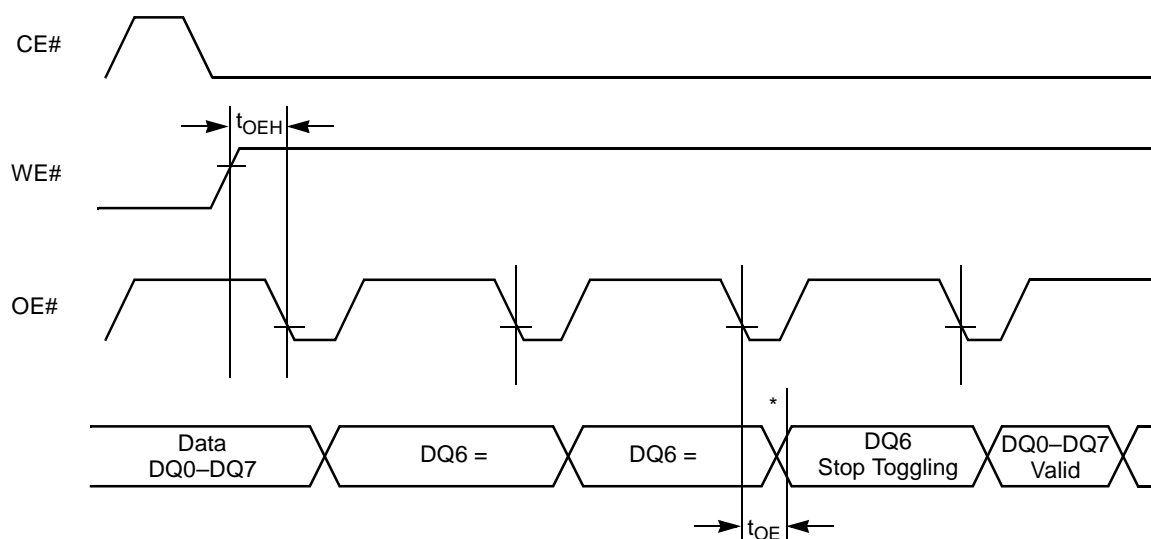 CE#
tOEH
WE#
OE#
*
Data
DQ0–DQ7
DQ6 =
DQ6 =
DQ6
Stop Toggling
DQ0–DQ7
Valid
tOE